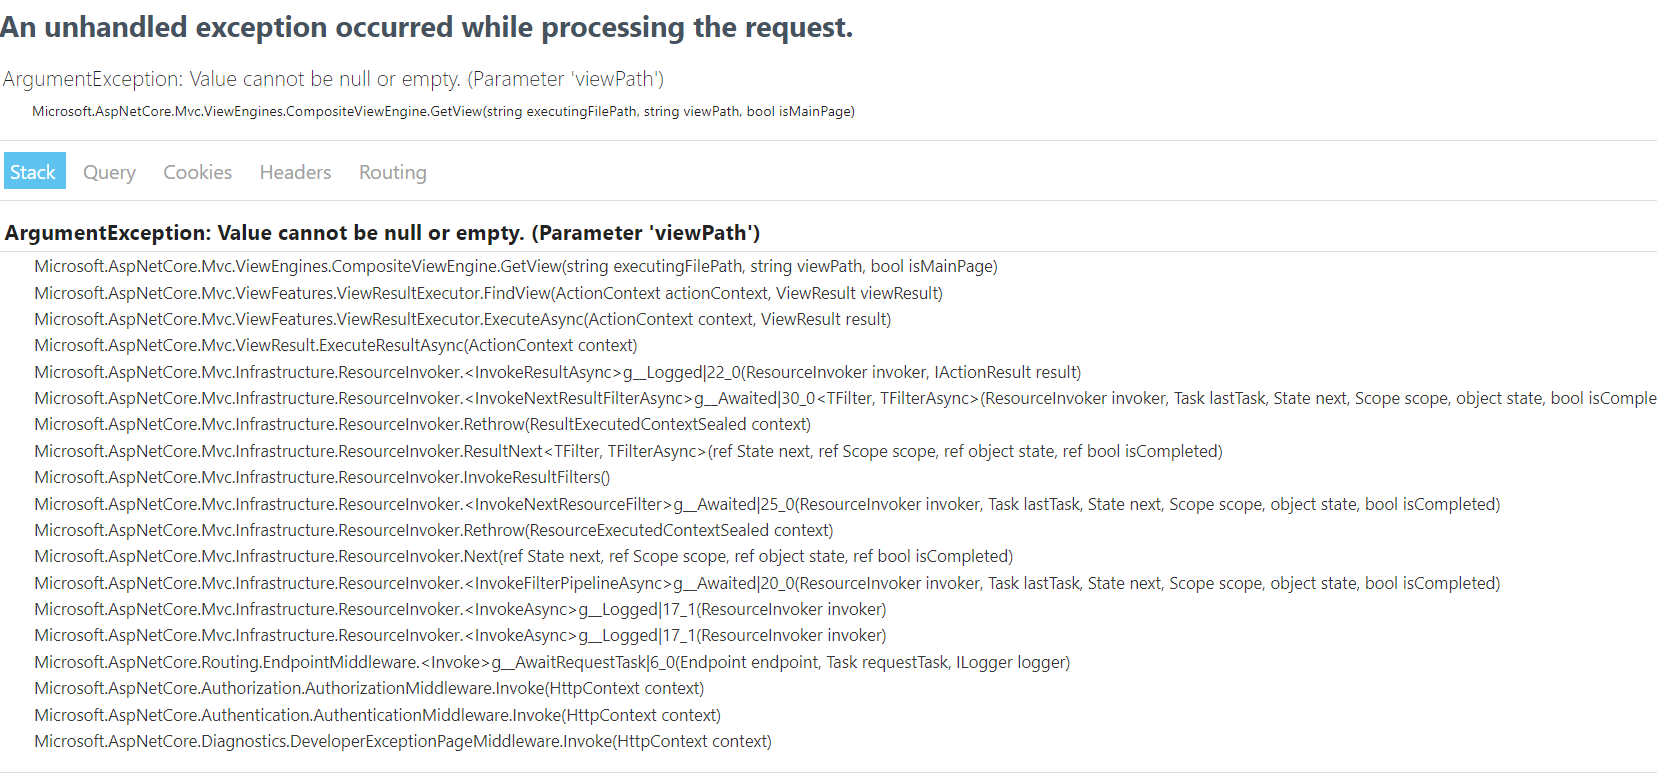 An unhandled exception occurred while processing the request.
ArgumentException: Value cannot be null or empty. (Parameter 'viewPath')
Microsoft.AspNetCore.Mvc.ViewEngines.CompositeViewEngine.GetView(string executingFilePath, string viewPath, bool isMainPage)
Stack Query Cookies Headers Routing
ArgumentException: Value cannot be null or empty. (Parameter 'viewPath')
Microsoft.AspNetCore.Mvc.ViewEngines.CompositeViewEngine.GetView(string executingFilePath, string viewPath, bool isMainPage)
Microsoft.AspNetCore.Mvc.ViewFeatures.ViewResultExecutor.FindView(ActionContext actionContext, ViewResult viewResult)
Microsoft.AspNetCore.Mvc.ViewFeatures.ViewResultExecutor.ExecuteAsync(ActionContext context, ViewResult result)
Microsoft.AspNetCore.Mvc.ViewResult.ExecuteResultAsync(ActionContext context)
Microsoft.AspNetCore.Mvc.Infrastructure.ResourceInvoker.<InvokeResultAsync>g__Logged|22_0(ResourceInvoker invoker, IActionResult result)
Microsoft.AspNetCore.Mvc.Infrastructure.ResourceInvoker.<InvokeNextResultFilterAsync>g__Awaited|30_0<TFilter, TFilterAsync>(ResourceInvoker invoker, Task lastTask, State next, Scope scope, object state, bool isComple
Microsoft.AspNetCore.Mvc.Infrastructure.ResourceInvoker.Rethrow(ResultExecutedContextSealed context)
Microsoft.AspNetCore.Mvc.Infrastructure.ResourceInvoker.ResultNext<TFilter, TFilterAsync>(ref State next, ref Scope scope, ref object state, ref bool isCompleted)
Microsoft.AspNetCore.Mvc.Infrastructure.ResourceInvoker.InvokeResultFilters()
Microsoft.AspNetCore.Mvc.Infrastructure.ResourceInvoker.<InvokeNextResourceFilter>g__Awaited|25_0(ResourceInvoker invoker, Task lastTask, State next, Scope scope, object state, bool isCompleted)
Microsoft.AspNetCore.Mvc.Infrastructure.ResourceInvoker.Rethrow(ResourceExecutedContextSealed context)
Microsoft.AspNetCore.Mvc.Infrastructure.ResourceInvoker.Next(ref State next, ref Scope scope, ref object state, ref bool isCompleted)
Microsoft.AspNetCore.Mvc.Infrastructure.ResourceInvoker.<InvokeFilterPipelineAsync>g__Awaited|20_0(ResourceInvoker invoker, Task lastTask, State next, Scope scope, object state, bool isCompleted)
Microsoft.AspNetCore.Mvc.Infrastructure.ResourceInvoker.<InvokeAsync>g__Logged|17_1(ResourceInvoker invoker)
Microsoft.AspNetCore.Mvc.Infrastructure.ResourceInvoker.<InvokeAsync>g__Logged|17_1(ResourceInvoker invoker)
Microsoft.AspNetCore.Routing.EndpointMiddleware.<Invoke>g__AwaitRequestTask|6_0(Endpoint endpoint, Task requestTask, ILogger logger)
Microsoft.AspNetCore.Authorization.AuthorizationMiddleware.Invoke(HttpContext context)
Microsoft.AspNetCore.Authentication.AuthenticationMiddleware.Invoke(HttpContext context)
Microsoft.AspNetCore.Diagnostics.DeveloperExceptionPageMiddleware.Invoke(HttpContext context)